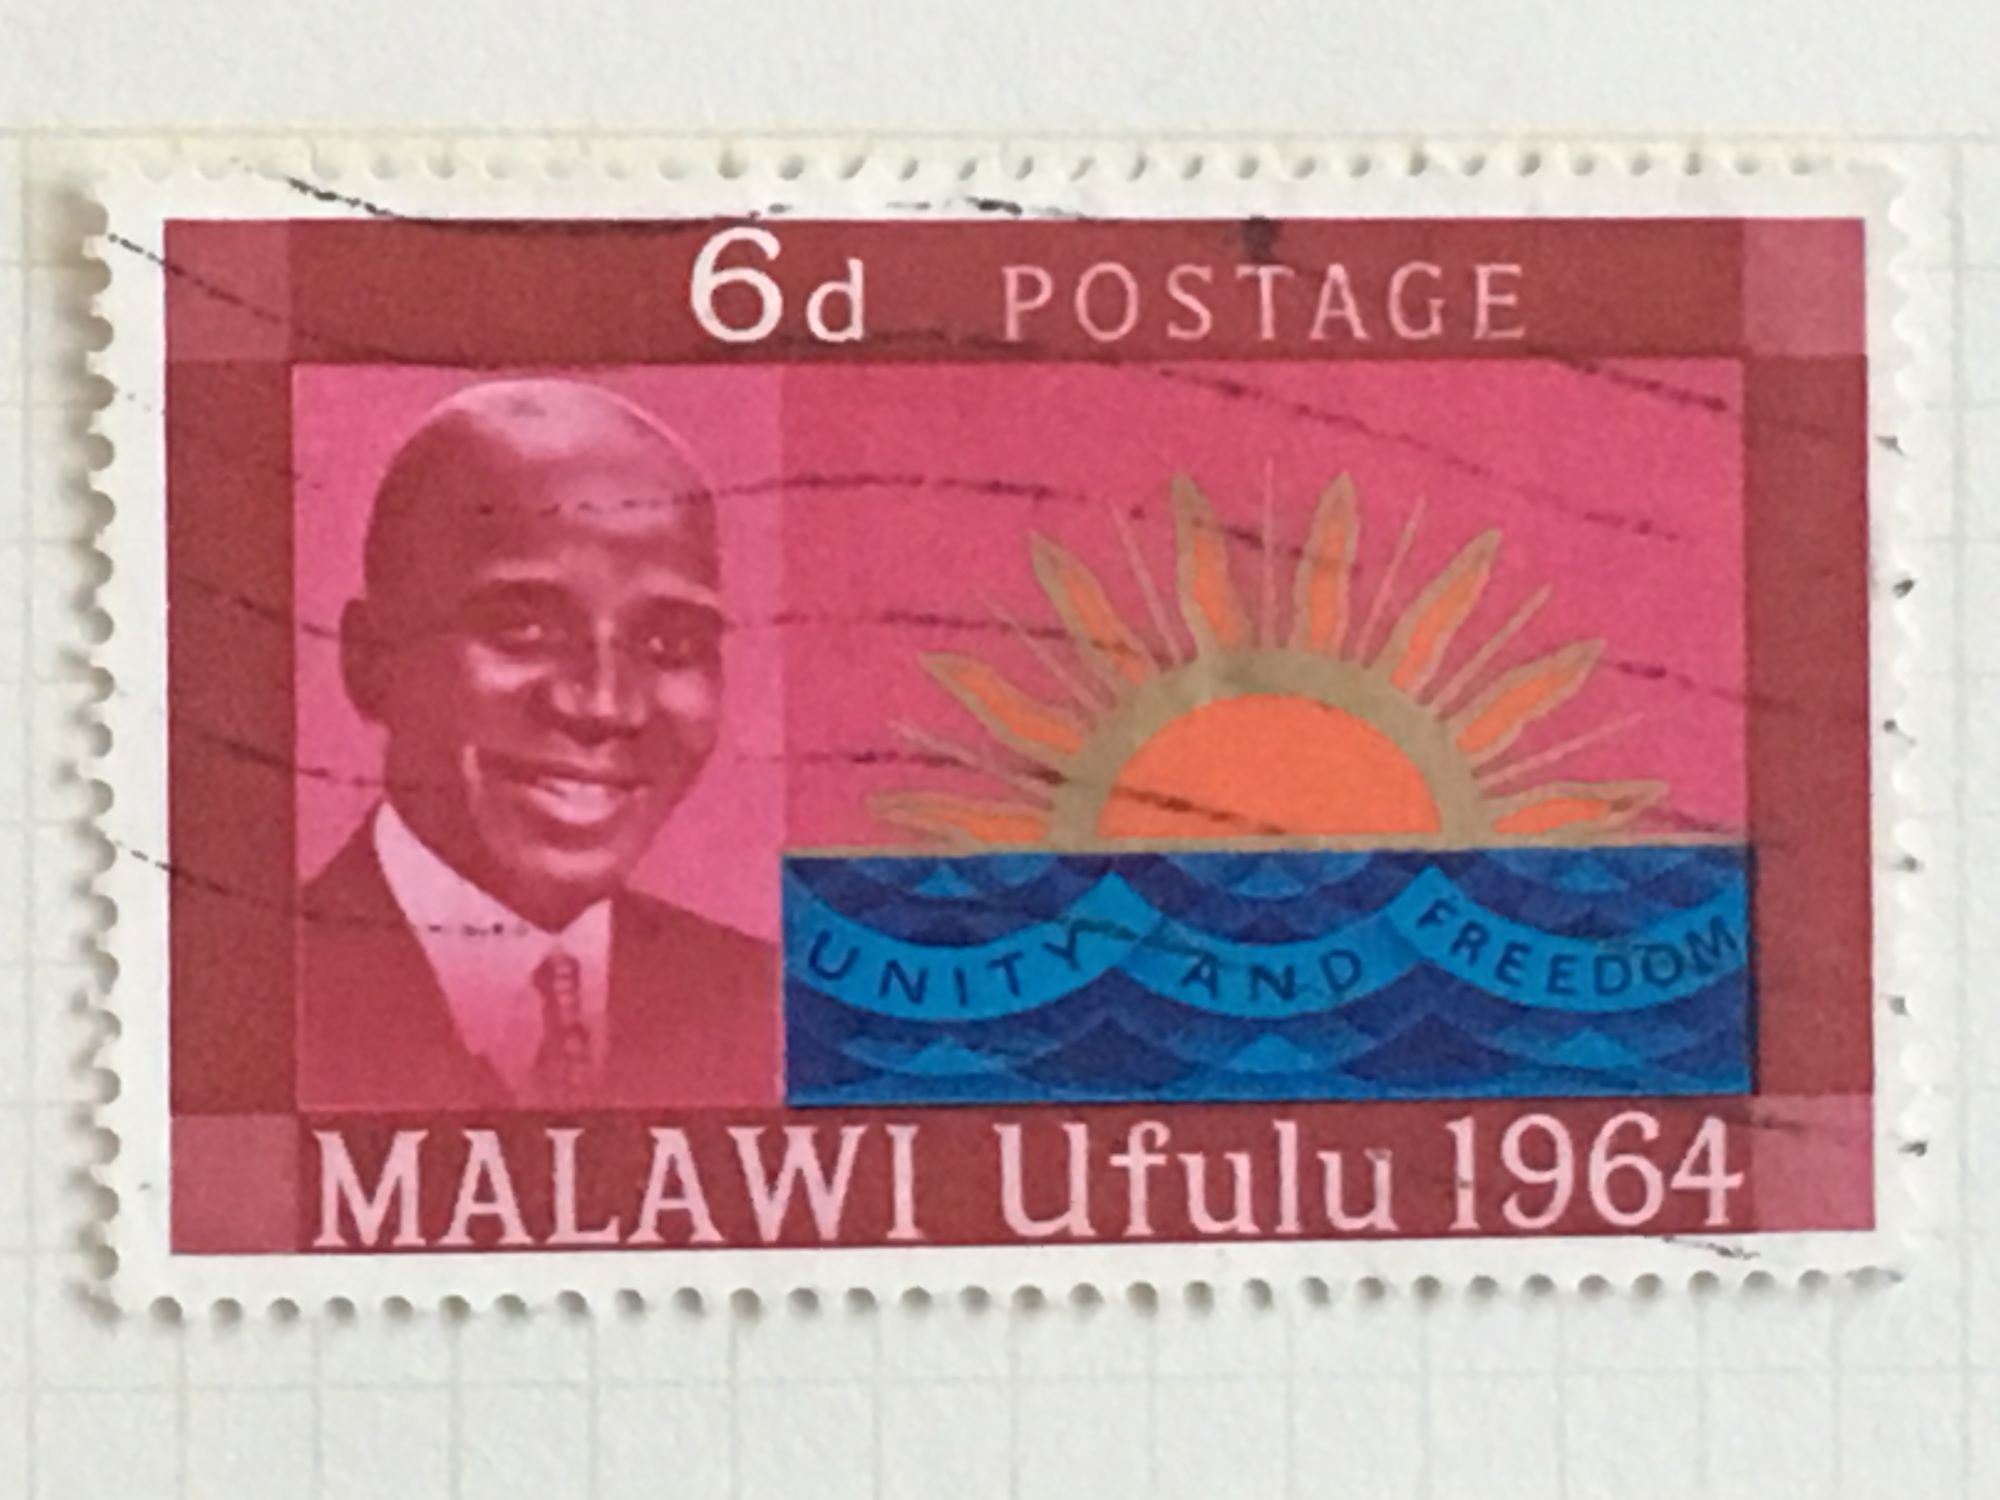 6d POSTAGE
UNITY AND FREEDOM
MALAWI Ufulu 1964